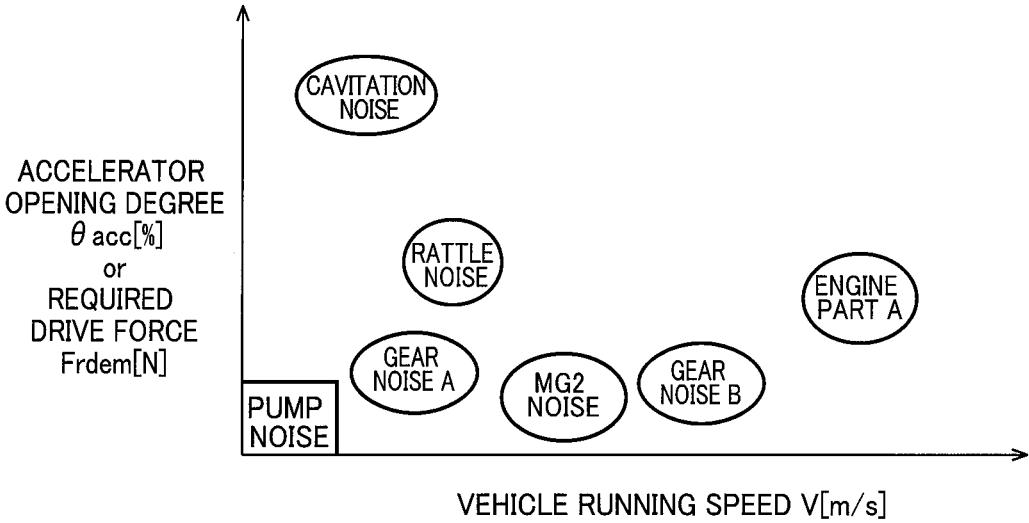 CAVITATION
NOISE
ACCELERATOR
OPENING DEGREE
θ acc[%]
or
REQUIRED
DRIVE FORCE
Frdem[N]
RATTLE
NOISE
ENGINE
PART A
GEAR
NOISE A
MG2
NOISE
GEAR
NOISE B
PUMP
NOISE
VEHICLE RUNNING SPEED V[m/s]